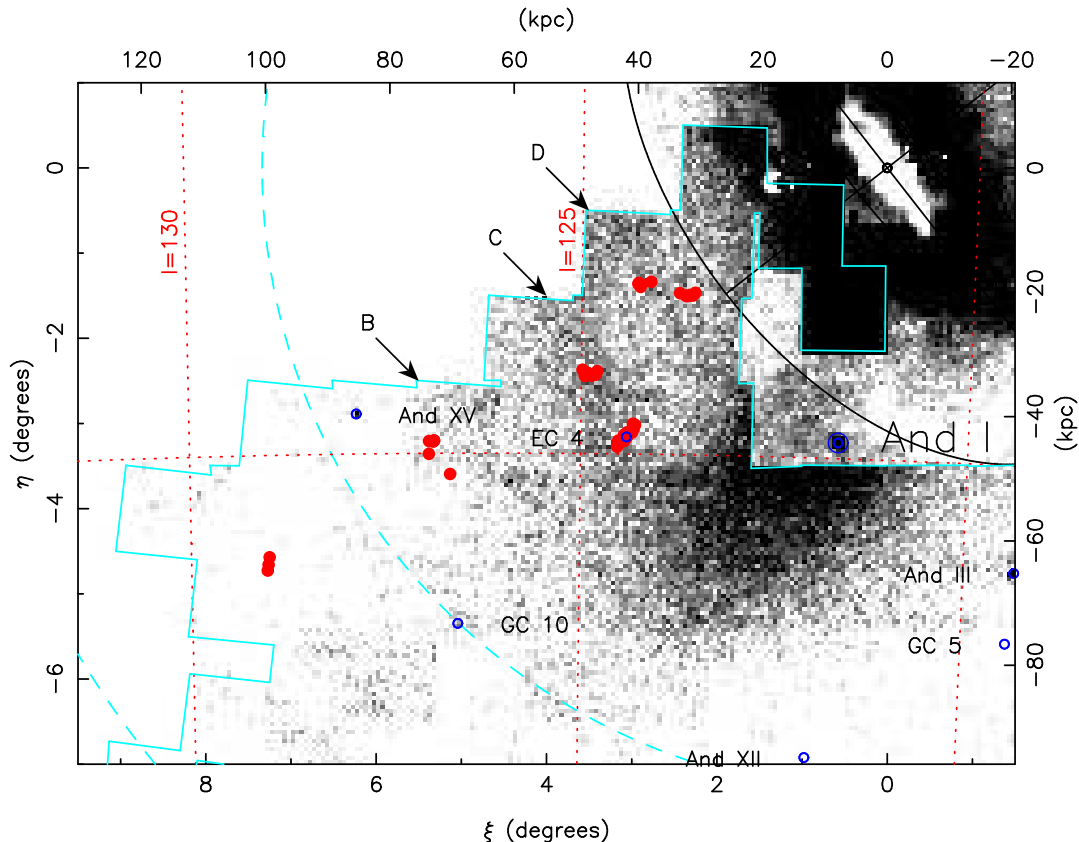 (kpc)
120 100 80 60 40 20 0 −20
D
C
B
l=130
l=125
And XV
EC 4
And I
And III
GC 10
GC 5
And XII
0
−2
−4
−6
η (degrees)
0
−20
−40
−60
−80
(kpc)
8 6 4 2 0
ξ (degrees)